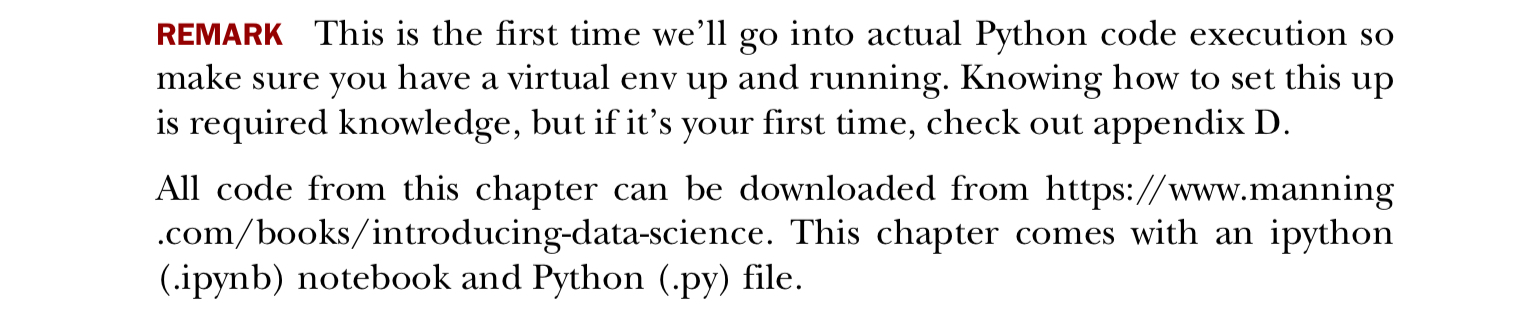 REMARK This is the first time we’ll go into actual Python code execution so
make sure you have a virtual env up and running. Knowing how to set this up
is required knowledge, but if it’s your first time, check out appendix D.
All code from this chapter can be downloaded from https://www.manning
.com/books/introducing-data-science. This chapter comes with an ipython
(.ipynb) notebook and Python (.py) file.